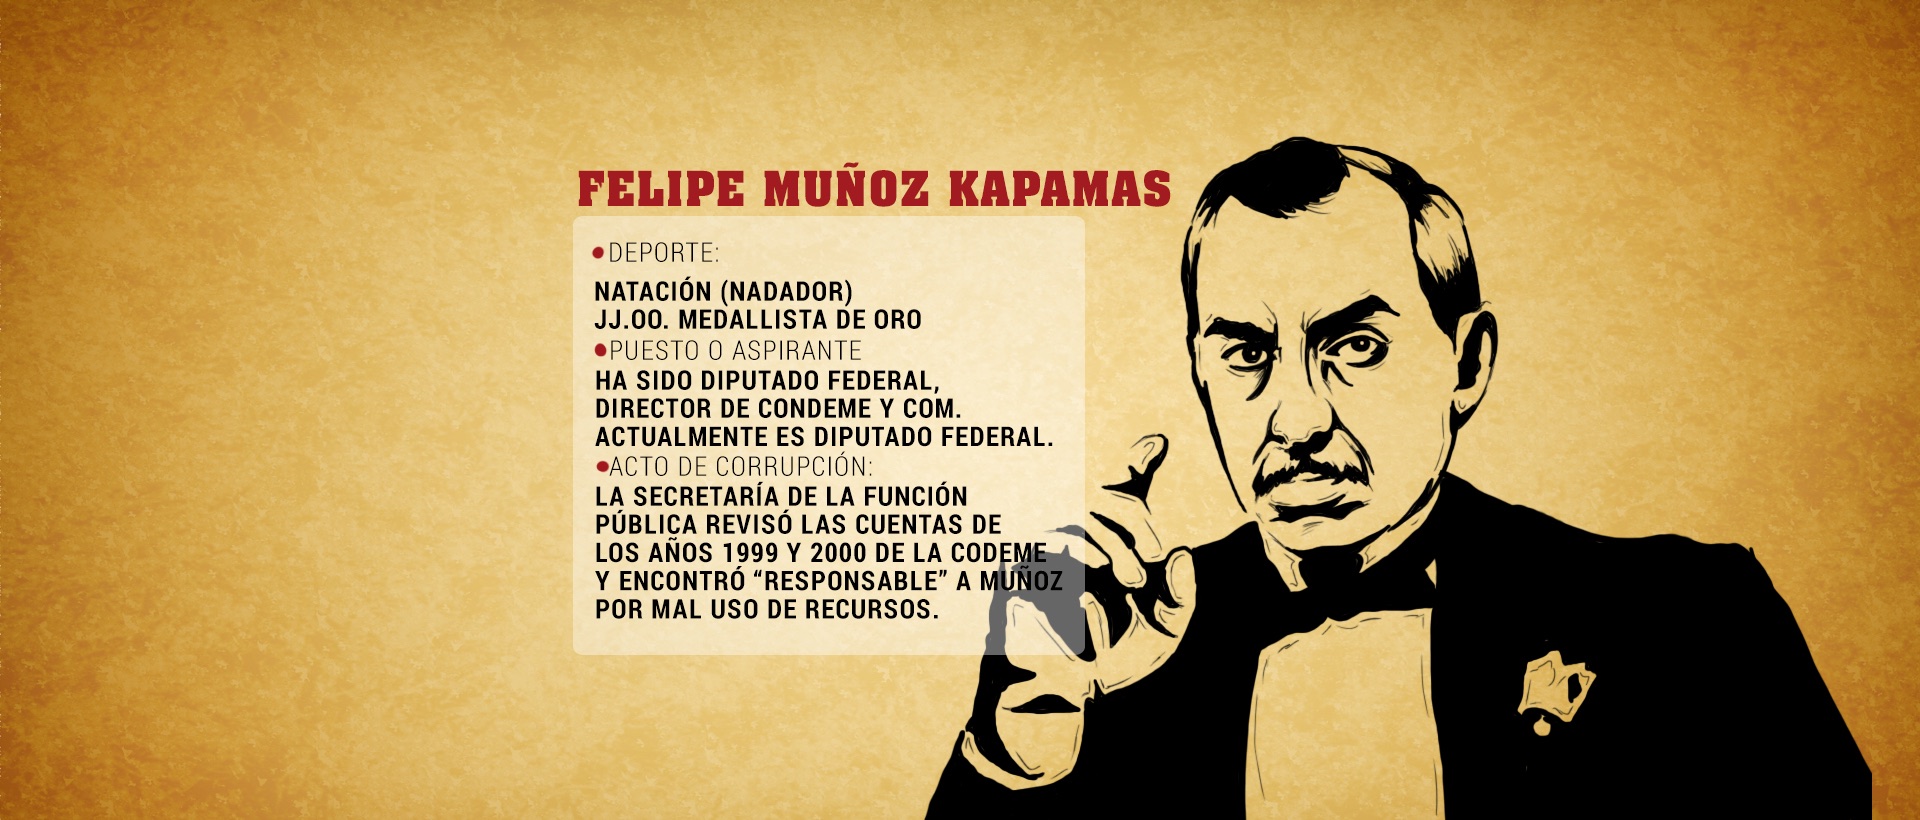 FELIPE MUÑOZ KAPAMAS
•DEPORTE:
NATACIÓN (NADADOR)
JJ.OO. MEDALLISTA DE ORO
•PUESTO O ASPIRANTE
HA SIDO DIPUTADO FEDERAL,
DIRECTOR DE CONDEME Y COM.
ACTUALMENTE ES DIPUTADO FEDERAL.
•ACTO DE CORRUPCIÓN:
LA SECRETARÍA DE LA FUNCIÓN
PÚBLICA REVISÓ LAS CUENTAS DE
LOS AÑOS 1999 Y 2000 DE LA CODEME
Y ENCONTRÓ “RESPONSABLE” A MUÑOZ
POR MAL USO DE RECURSOS.